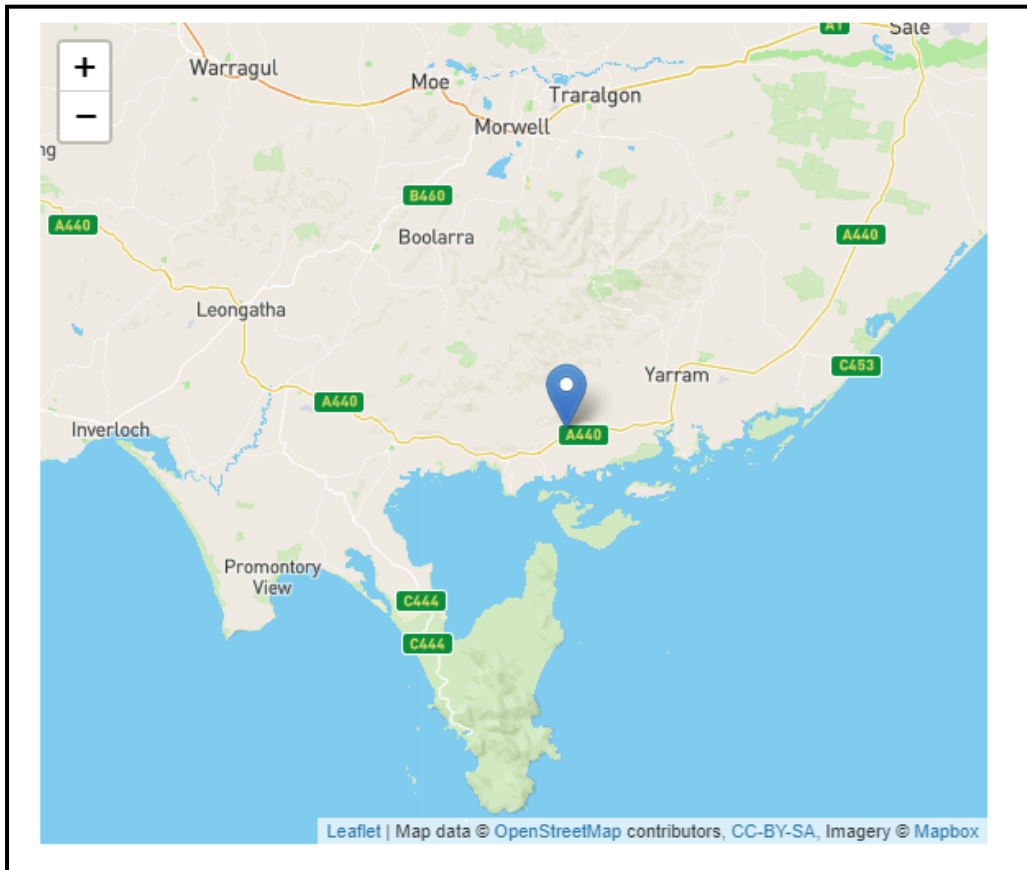 A1
Sale
+
−
Warragul
Moe
Traralgon
Morwell
ng
B460
A440
A440
Boolarra
Leongatha
C453
Yarram
A440
Inverloch
A440
Promontory
View
C444
C444
Leaflet | Map data © OpenStreetMap contributors, CC-BY-SA, Imagery © Mapbox